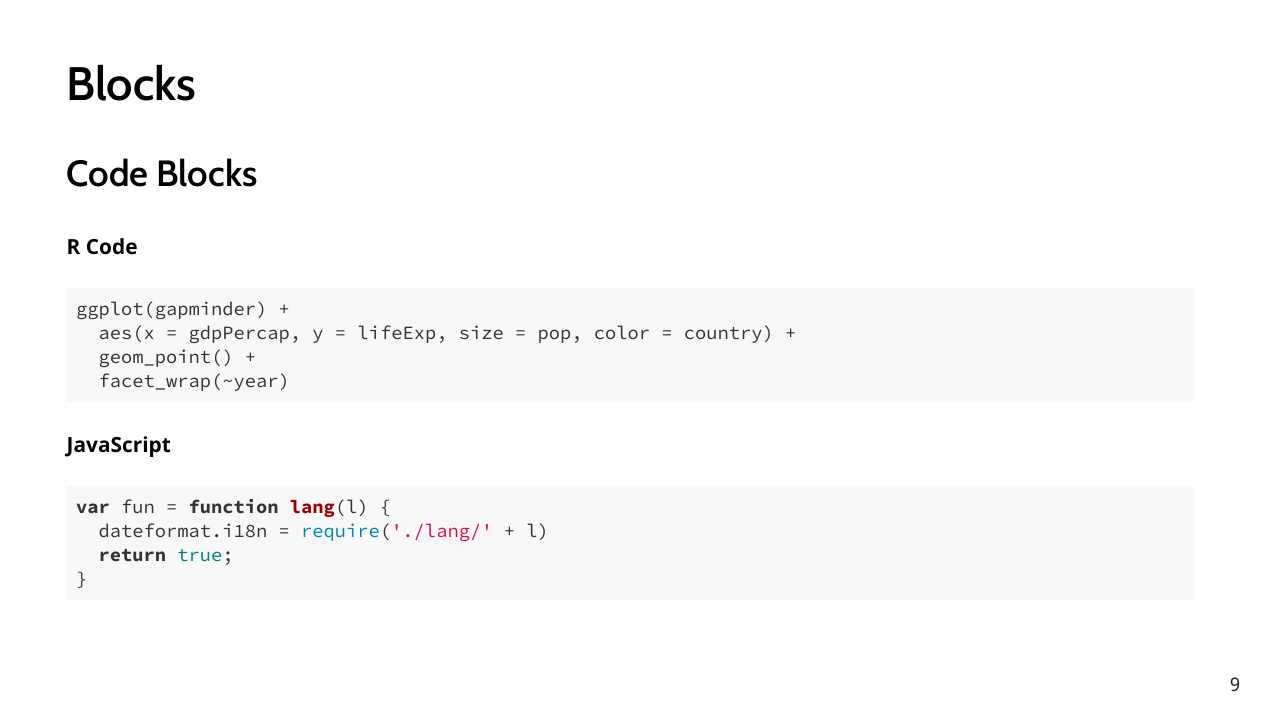 Blocks
Code Blocks
R Code
ggplot(gapminder) +
  aes(x = gdpPercap, y = lifeExp, size = pop, color = country) +
  geom_point() +
  facet_wrap(~year)
JavaScript
var fun = function lang(l) {
  dateformat.i18n = require('./lang/' + l)
  return true;
}
9